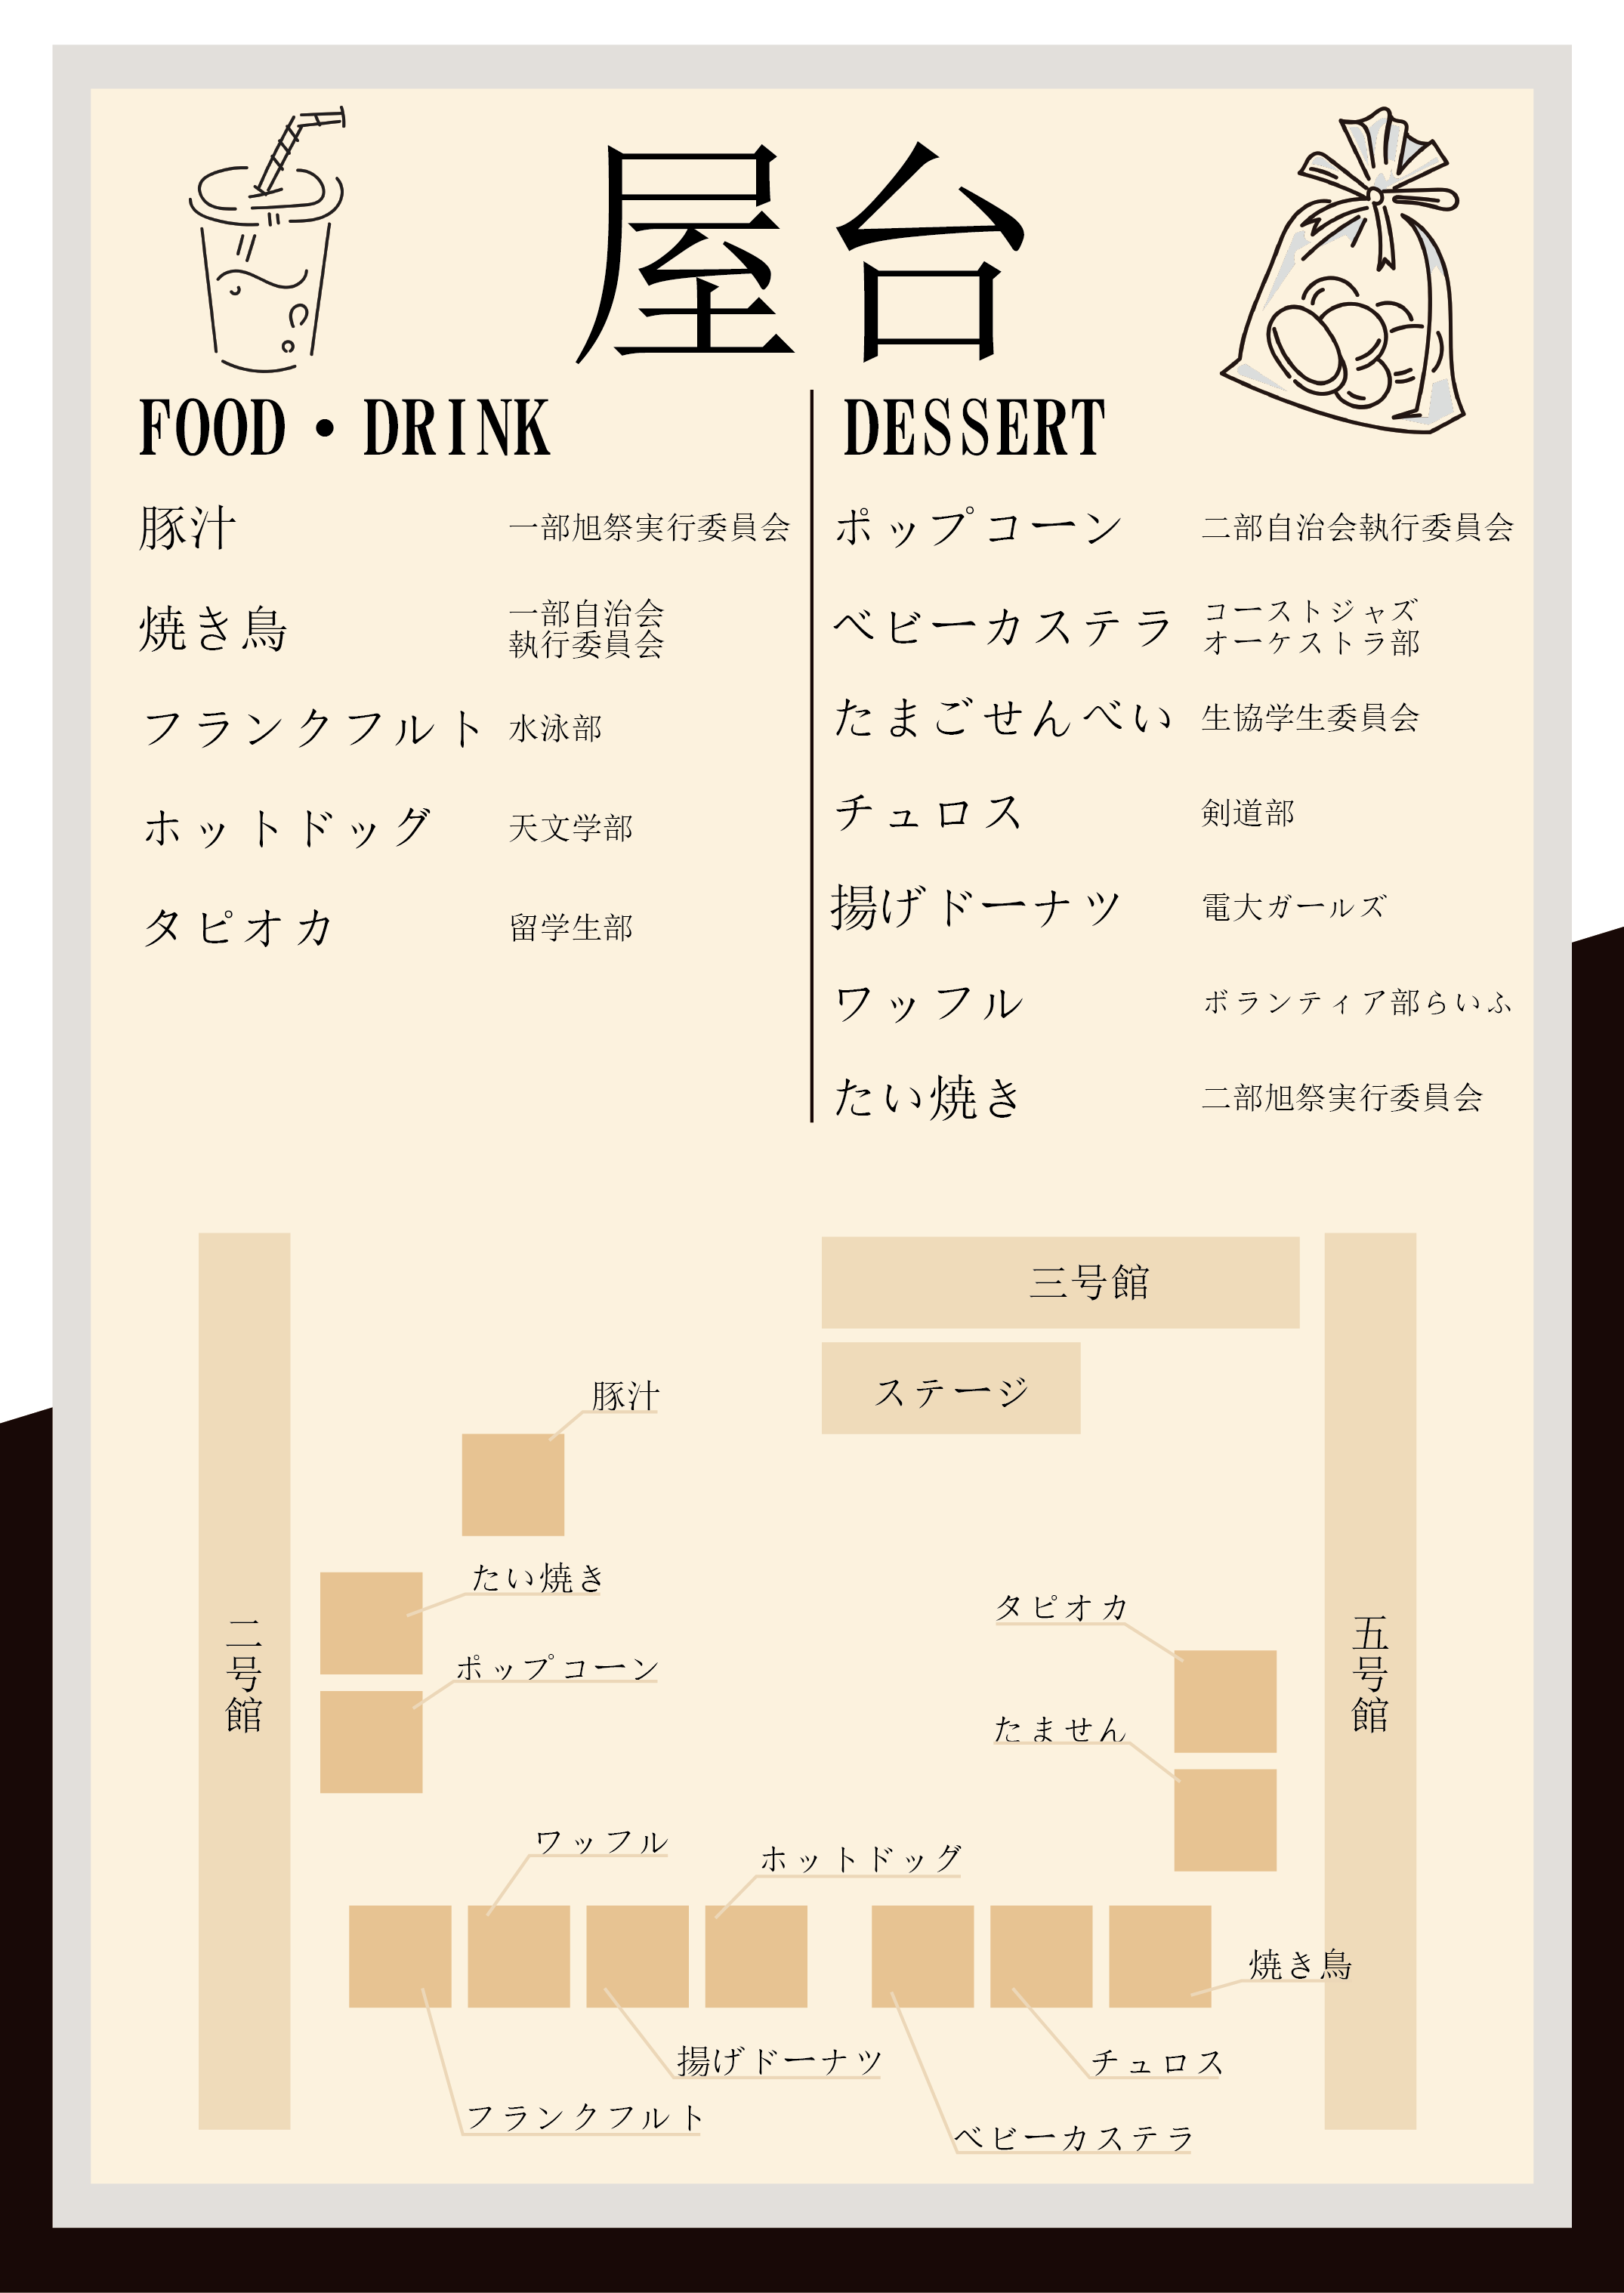 屋台
FOOD・DRINK
豚汁 一部旭祭実行委員会
焼き鳥 一部自治会
執行委員会
フランクフルト 水泳部
ホットドッグ 天文学部
タピオカ 留学生部
DESSERT
ポップコーン 二部自治会執行委員会
ベビーカステラ コーストジャズ
オーケストラ部
たまごせんべい 生協学生委員会
チュロス 剣道部
揚げドーナツ 電大ガールズ
ワッフル ボランティア部らいふ
たい焼き 二部旭祭実行委員会
三号館
ステージ
豚汁
たい焼き
ポップコーン
二号館
タピオカ
たません
五号館
ワッフル
ホットドッグ
焼き鳥
揚げドーナツ
チュロス
フランクフルト
ベビーカステラ